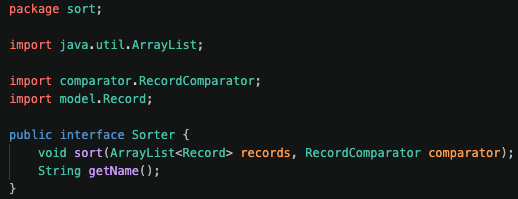 package sort;
import java.util.ArrayList;
import comparator.RecordComparator;
import model.Record;
public interface Sorter {
    void sort(ArrayList<Record> records, RecordComparator comparator);
    String getName();
}